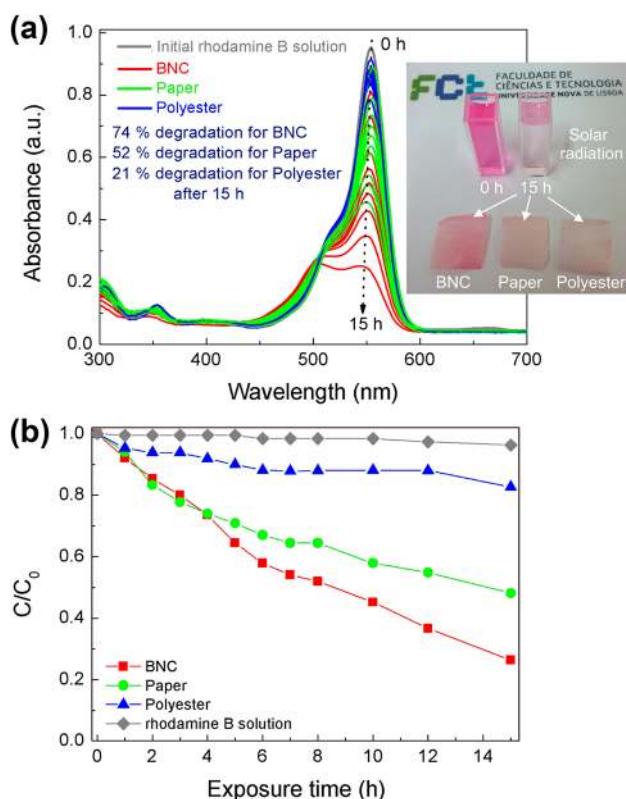 (a)
Absorbance (a.u.)
1.0
0.8
0.6
0.4
0.2
0.0
Initial rhodamine B solution
BNC
Paper
Polyester
74 % degradation for BNC
52 % degradation for Paper
21 % degradation for Polyester
after 15 h
0 h
15 h
FCt
FACULDADE DE
CIÊNCIAS E TECNOLOGIA
UNIVERSIDADE NOVA DE LISBOA
Solar
radiation
0 h 15 h
BNC Paper Polyester
300 400 500 600 700
Wavelength (nm)
(b)
C/C0
1.0
0.8
0.6
0.4
0.2
0.0
BNC
Paper
Polyester
rhodamine B solution
0 2 4 6 8 10 12 14
Exposure time (h)